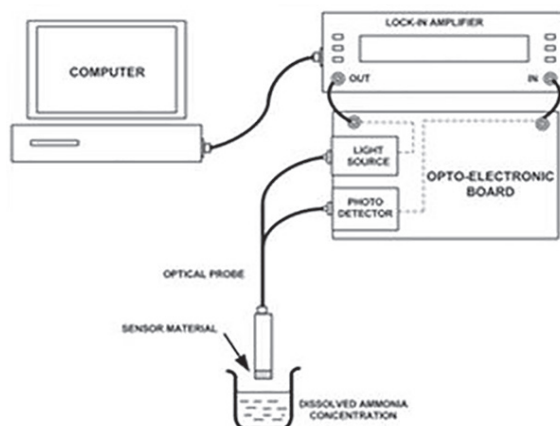 LOCK-IN AMPLIFIER
COMPUTER
OUT
IN
LIGHT
SOURCE
OPTO-ELECTRONIC
BOARD
PHOTO
DETECTOR
OPTICAL PROBE
SENSOR MATERIAL
DISSOLVED AMMONIA
CONCENTRATION